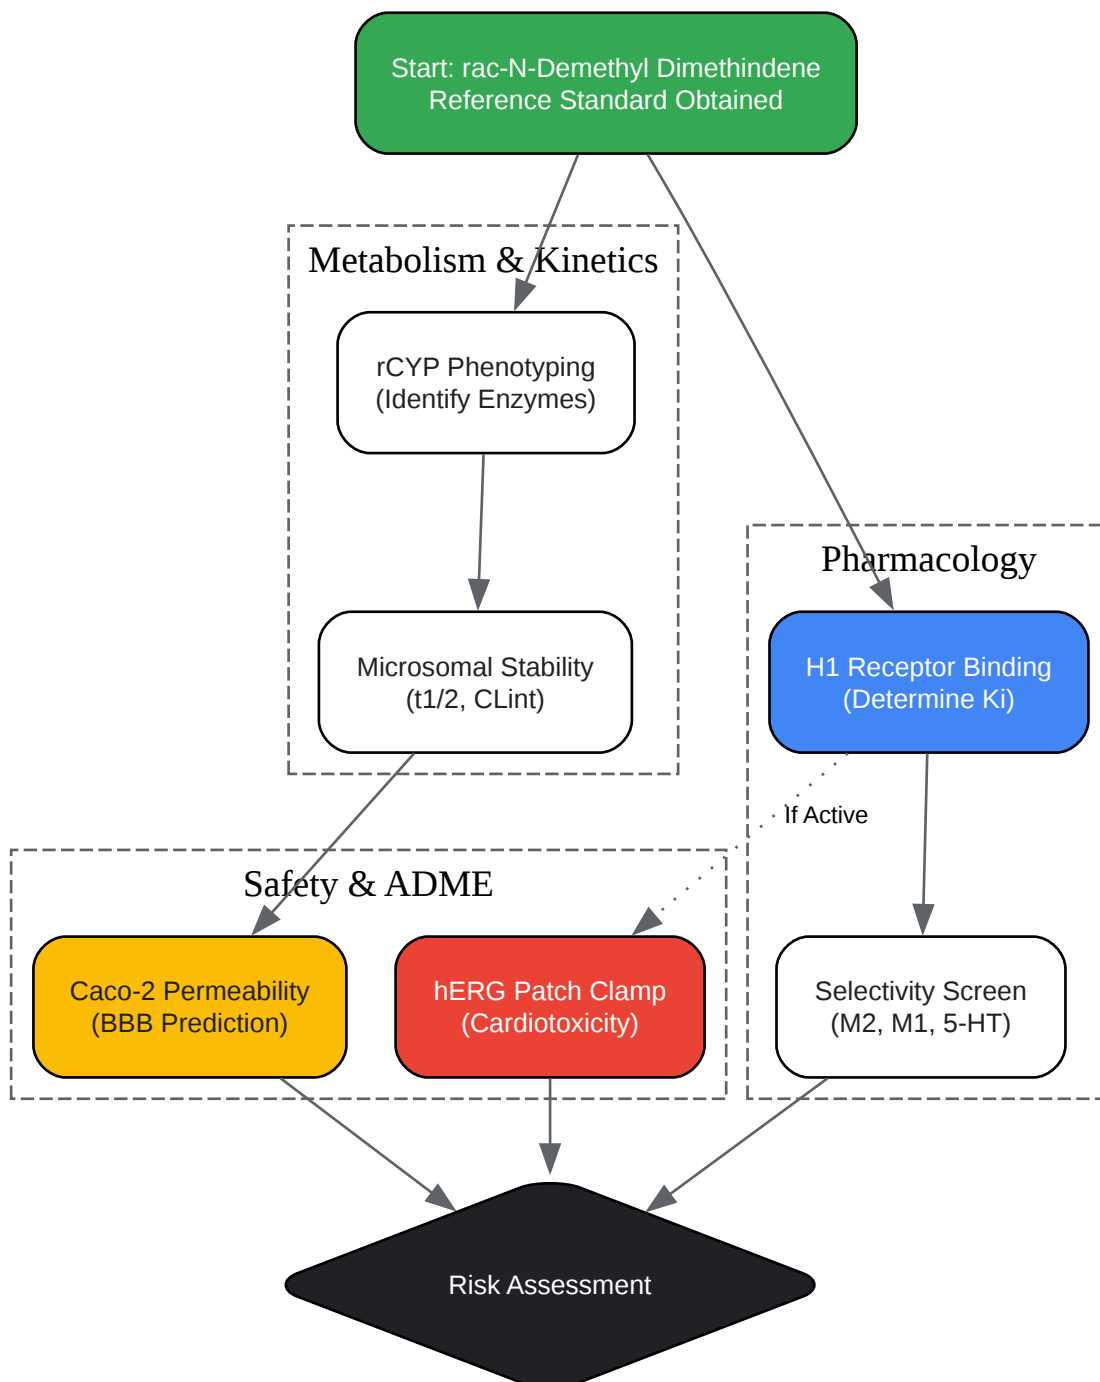 Start: rac-N-Demethyl Dimethindene
Reference Standard Obtained
Metabolism & Kinetics
rCYP Phenotyping
(Identify Enzymes)
Microsomal Stability
(t1/2, CLint)
Pharmacology
H1 Receptor Binding
(Determine Ki)
If Active
Safety & ADME
Caco-2 Permeability
(BBB Prediction)
hERG Patch Clamp
(Cardiotoxicity)
Selectivity Screen
(M2, M1, 5-HT)
Risk Assessment